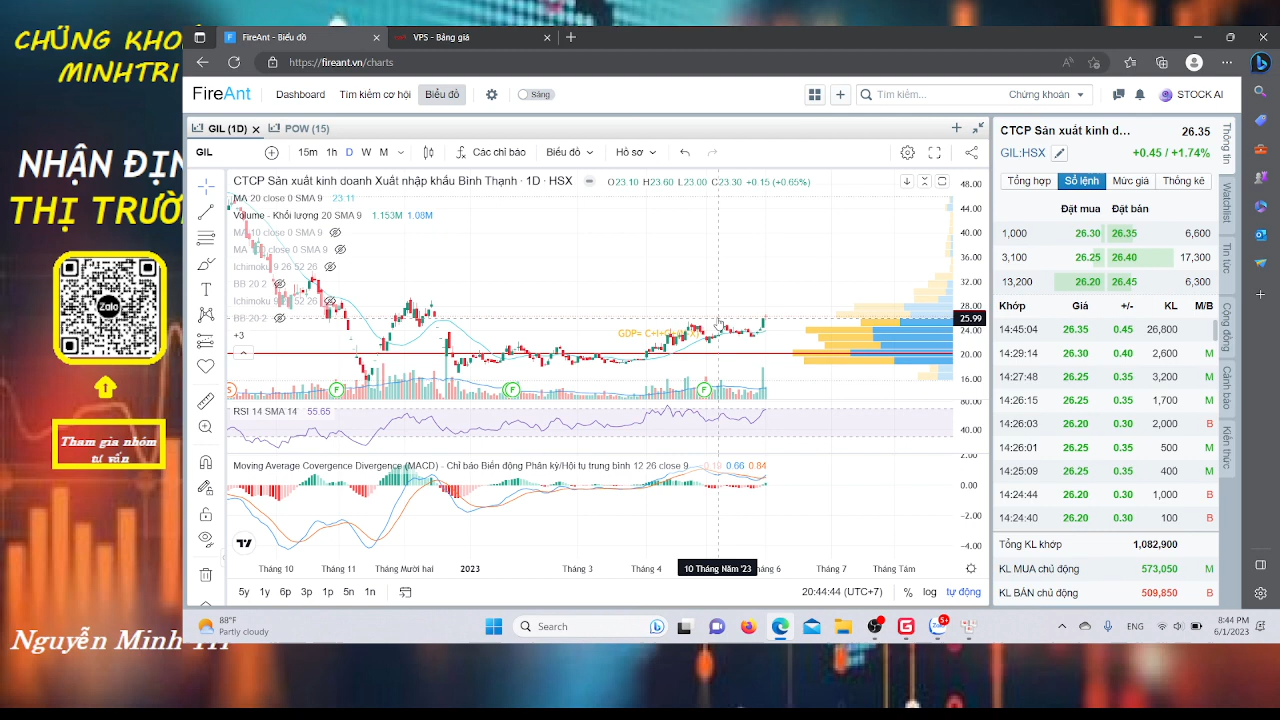 CHỨNG KHO
MINHTRI
NHẬN ĐỊN
THỊ TRƯỜ
Zalo
Tham gia nhóm
tư vấn
Nguyễn Minh Trí
FireAnt - Biểu đồ
VPS - Bảng giá
https://fireant.vn/charts
FireAnt
Dashboard
Tìm kiếm cơ hội
Biểu đồ
Sáng
Tìm kiếm...
Chứng khoán
STOCK AI
GIL (1D)
POW (15)
GIL
15m
1h
D
W
M
Các chỉ báo
Biểu đồ
Hồ sơ
CTCP Sản xuất kinh doanh Xuất nhập khẩu Bình Thạnh · 1D · HSX
O23.10 H23.60 L23.00 C23.30 +0.15 (+0.65%)
MA 20 close 0 SMA 9 23.11
Volume - Khối lượng 20 SMA 9 1.153M 1.08M
close 0 SMA 9
close 0 SMA 9
Ichimoku 9 26 52 26
BB 20 2
Ichimoku 9 52 26
BB 20 2
+3
48.00
44.00
40.00
36.00
32.00
28.00
25.99
24.00
20.00
16.00
RSI 14 SMA 14 55.65
80.00
40.00
Moving Average Covergence Divergence (MACD) - Chỉ báo Biến động Phân kỳ/Hội tụ trung bình 12 26 close 9 -0.19 0.66 0.84
2.00
0.00
-2.00
-4.00
Tháng 10
Tháng 11
Tháng Mười hai
2023
Tháng 3
Tháng 4
10 Tháng Năm '23
háng 6
Tháng 7
Tháng Tám
5y 1y 6p 3p 1p 5n 1n
20:44:44 (UTC+7)
% log tự động
CTCP Sản xuất kinh d... 26.35
GIL:HSX +0.45 / +1.74%
Tổng hợp Sổ lệnh Mức giá Thống kê
Đặt mua Đặt bán
1,000 26.30 26.35 6,600
3,100 26.25 26.40 17,300
13,200 26.20 26.45 6,300
Khớp Giá +/- KL M/B
14:45:04 26.35 0.45 26,800
14:29:14 26.30 0.40 2,600 M
14:27:48 26.25 0.35 3,200 M
14:26:15 26.25 0.35 1,700 M
14:26:03 26.20 0.30 2,000 B
14:26:01 26.25 0.35 500 M
14:25:09 26.25 0.35 400 M
14:24:44 26.20 0.30 1,000 B
14:24:40 26.20 0.30 100 B
Tổng KL khớp 1,082,900
KL MUA chủ động 573,050 M
KL BÁN chủ động 509,850 B
Thông tin
Watchlist
Tin tức
Cộng đồng
Cảnh báo
Kiến thức
88°F
Partly cloudy
Search
5+
ENG
8:44 PM
6/1/2023